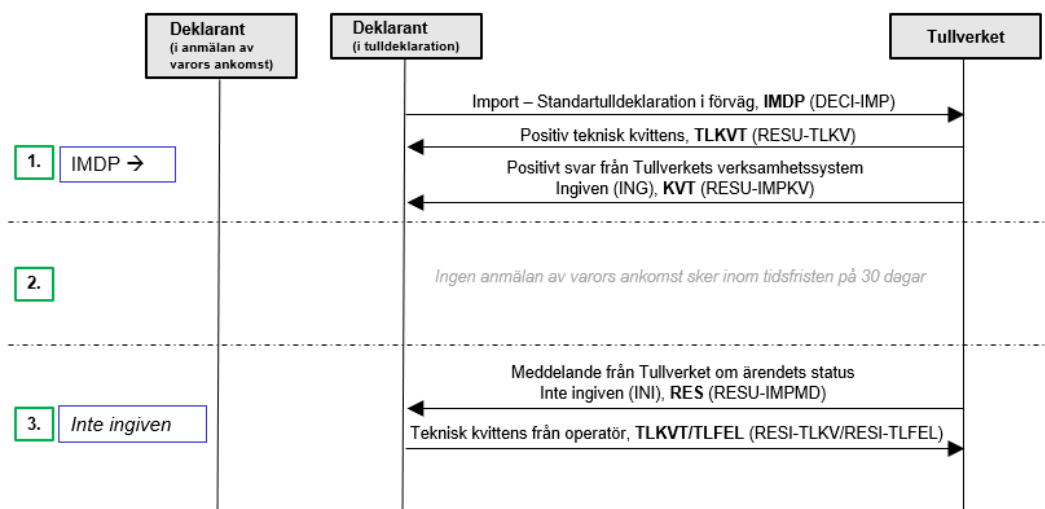 Deklarant
(i anmälan av
varors ankomst)
Deklarant
(i tulldeklaration)
Tullverket
Import – Standartulldeklaration i förväg, IMDP (DECI-IMP)
Positiv teknisk kvittens, TLKVT (RESU-TLKV)
1.
IMDP →
Positivt svar från Tullverkets verksamhetssystem
Ingiven (ING), KVT (RESU-IMPKV)
2.
Ingen anmälan av varors ankomst sker inom tidsfristen på 30 dagar
Meddelande från Tullverket om ärendets status
Inte ingiven (INI), RES (RESU-IMPMD)
3.
Inte ingiven
Teknisk kvittens från operatör, TLKVT/TLFEL (RESI-TLKV/RESI-TLFEL)